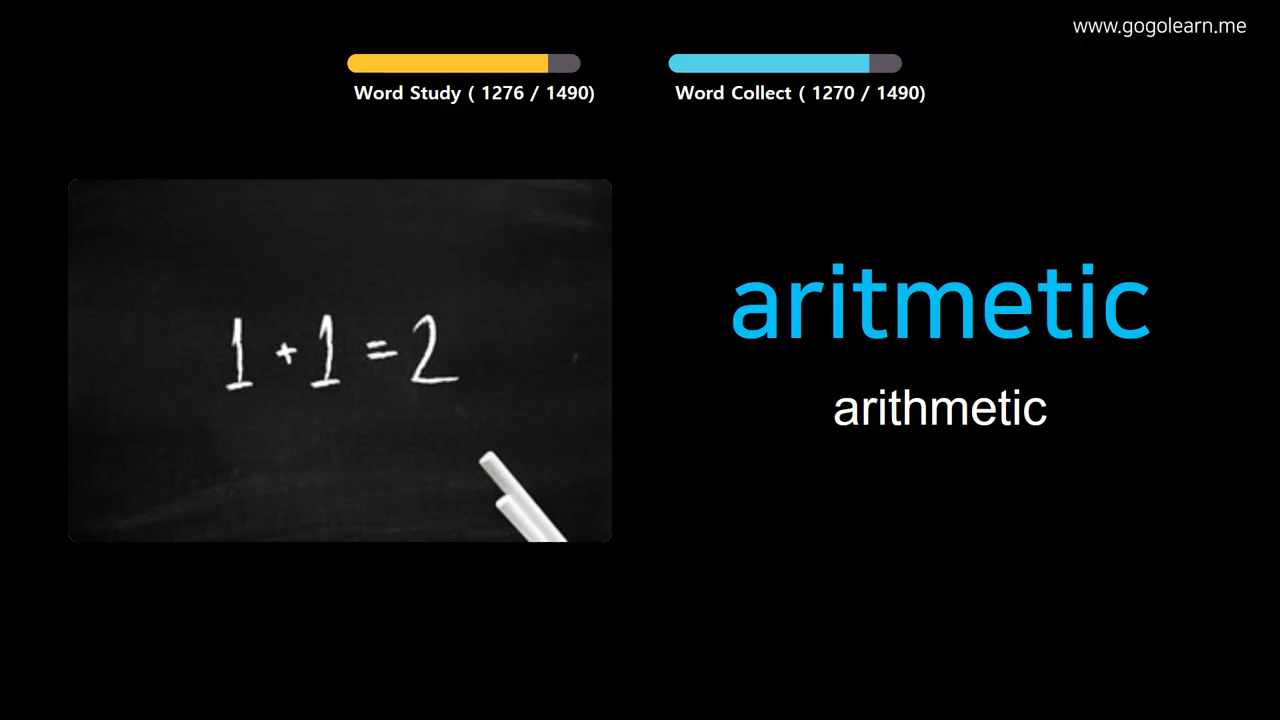 www.gogolearn.me
Word Study ( 1276 / 1490)
Word Collect ( 1270 / 1490)
1 + 1 = 2
aritmetic
arithmetic